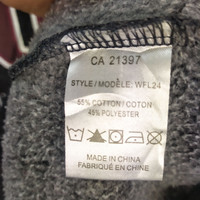 CA 21397
STYLE / MODÈLE: WFL24
55% COTTON / COTON
45% POLYESTER
MADE IN CHINA
FABRIQUÉ EN CHINE